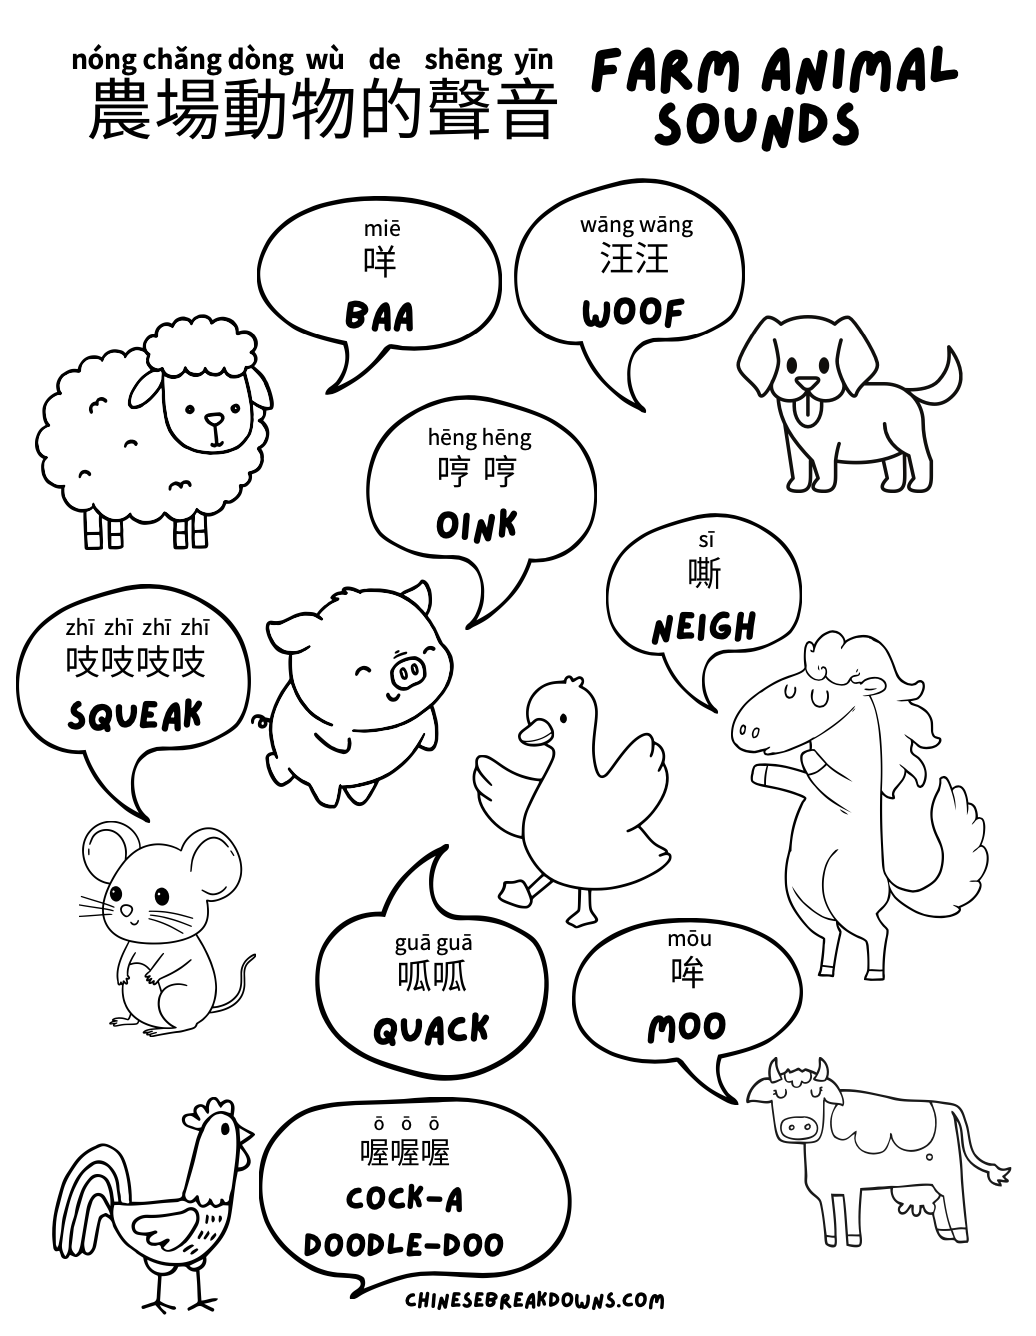 nóng chǎng dòng wù de shēng yīn
農場動物的聲音
FARM ANIMAL
SOUNDS
miē
咩
BAA
wāng wāng
汪汪
WOOF
hēng hēng
哼 哼
OINK
sī
嘶
NEIGH
zhī zhī zhī zhī
吱吱吱吱
SQUEAK
guā guā
呱呱
QUACK
mōu
哞
MOO
ō ō ō
喔喔喔
COCK-A
DOODLE-DOO
CHINESEBREAKDOWNS.COM